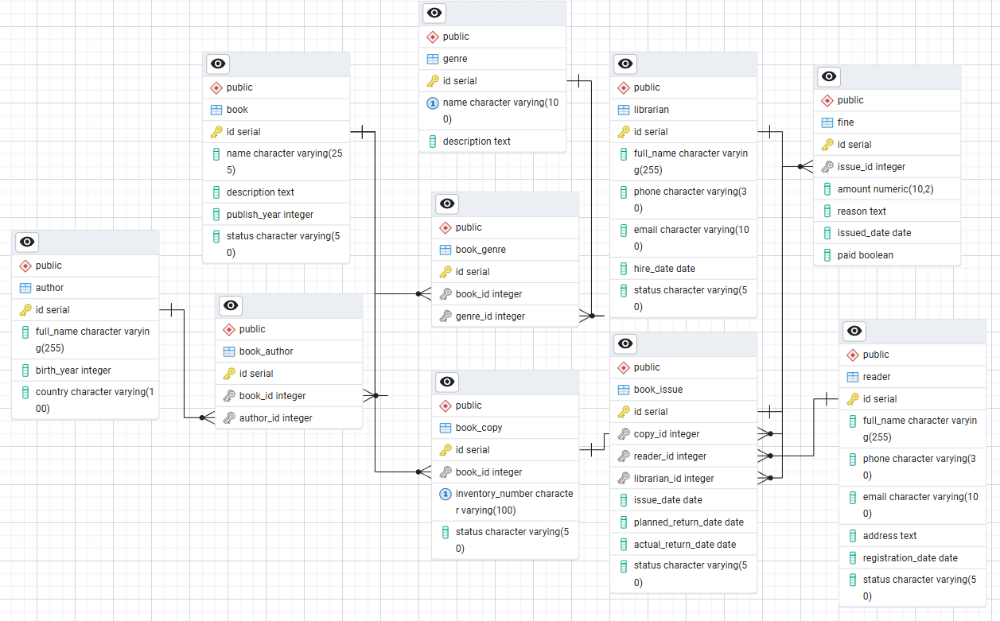 public
genre
id serial
name character varying(10
0)
description text
public
book
id serial
name character varying(25
5)
description text
publish_year integer
status character varying(5
0)
public
librarian
id serial
full_name character varyin
g(255)
phone character varying(3
0)
email character varying(10
0)
hire_date date
status character varying(5
0)
public
fine
id serial
issue_id integer
amount numeric(10,2)
reason text
issued_date date
paid boolean
public
book_genre
id serial
book_id integer
genre_id integer
public
author
id serial
full_name character varyin
g(255)
birth_year integer
country character varying(1
00)
public
book_author
id serial
book_id integer
author_id integer
public
book_copy
id serial
book_id integer
inventory_number characte
r varying(100)
status character varying(5
0)
public
book_issue
id serial
copy_id integer
reader_id integer
librarian_id integer
issue_date date
planned_return_date date
actual_return_date date
status character varying(5
0)
public
reader
id serial
full_name character varyin
g(255)
phone character varying(3
0)
email character varying(10
0)
address text
registration_date date
status character varying(5
0)